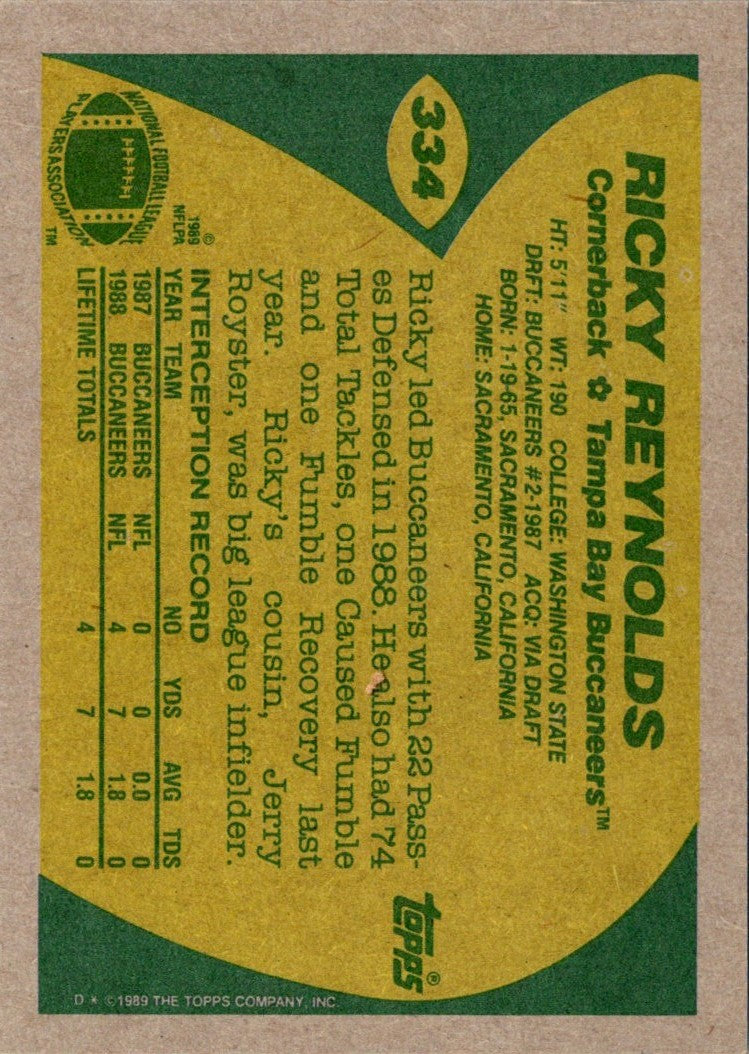 334
RICKY REYNOLDS
Cornerback Tampa Bay Buccaneers™
HT: 5'11" WT: 190 COLLEGE: WASHINGTON STATE
DRFT: BUCCANEERS #2-1987 ACQ: VIA DRAFT
BORN: 1-19-65, SACRAMENTO, CALIFORNIA
HOME: SACRAMENTO, CALIFORNIA
Ricky led Buccaneers with 22 Pass-
es Defensed in 1988. He also had 74
Total Tackles, one Caused Fumble
and one Fumble Recovery last
year. Ricky's cousin, Jerry
Royster, was big league infielder.
topps®
NATIONAL FOOTBALL LEAGUE
PLAYERS ASSOCIATION
TM
©
1989
NFLPA
INTERCEPTION RECORD
YEAR TEAM NO YDS AVG TDS
1987 BUCCANEERS NFL 0 0 0.0 0
1988 BUCCANEERS NFL 4 7 1.8 0
LIFETIME TOTALS 4 7 1.8 0
D * ©1989 THE TOPPS COMPANY, INC.